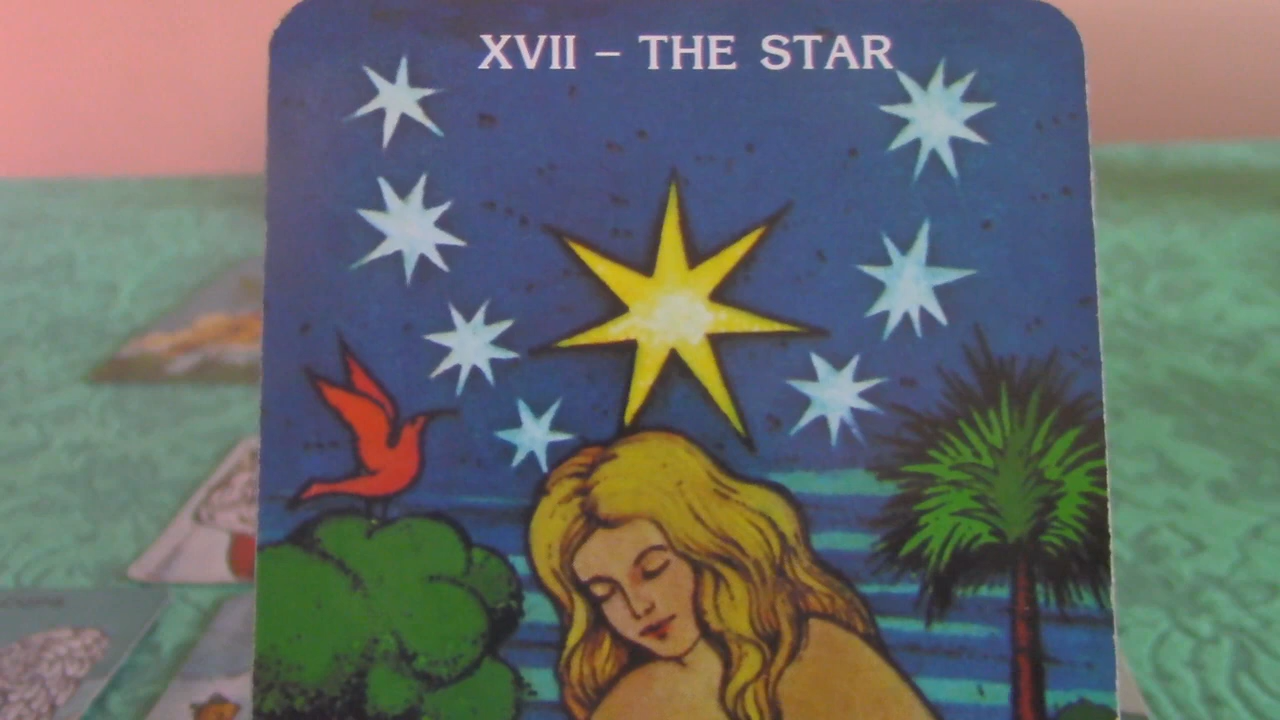 XVII – THE STAR